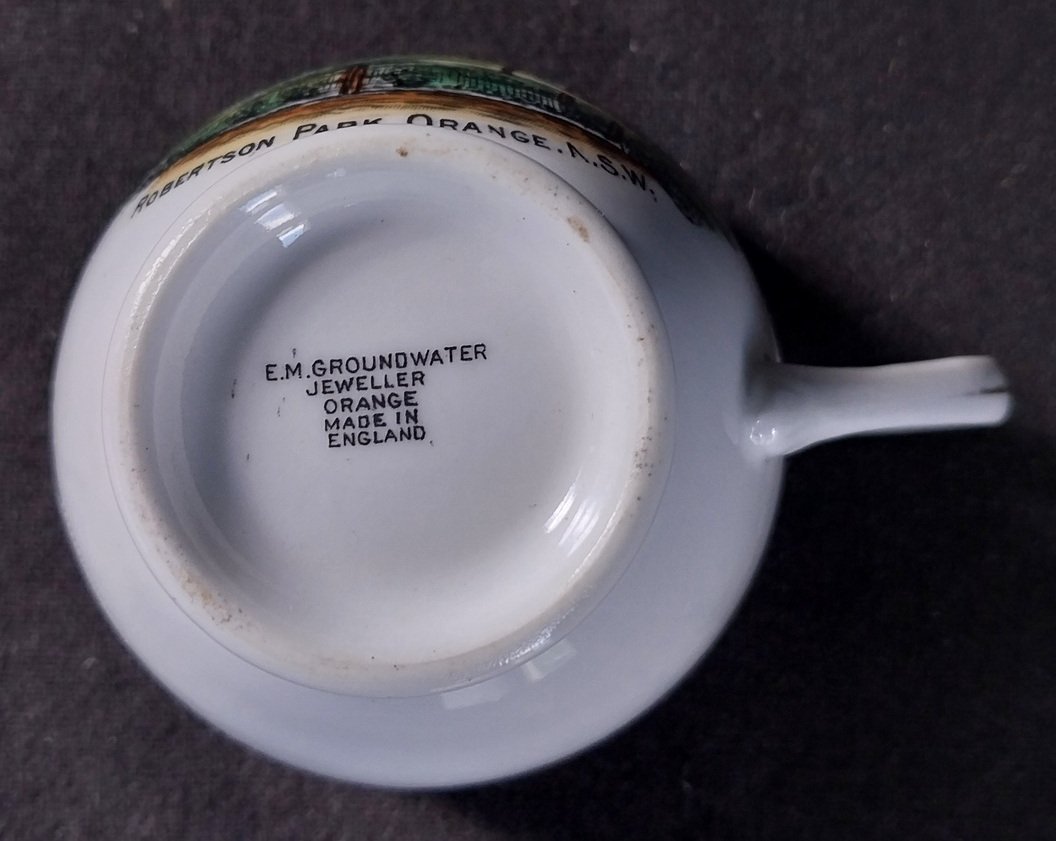 ROBERTSON PARK ORANGE. N.S.W.
E.M.GROUNDWATER
JEWELLER
ORANGE
MADE IN
ENGLAND.